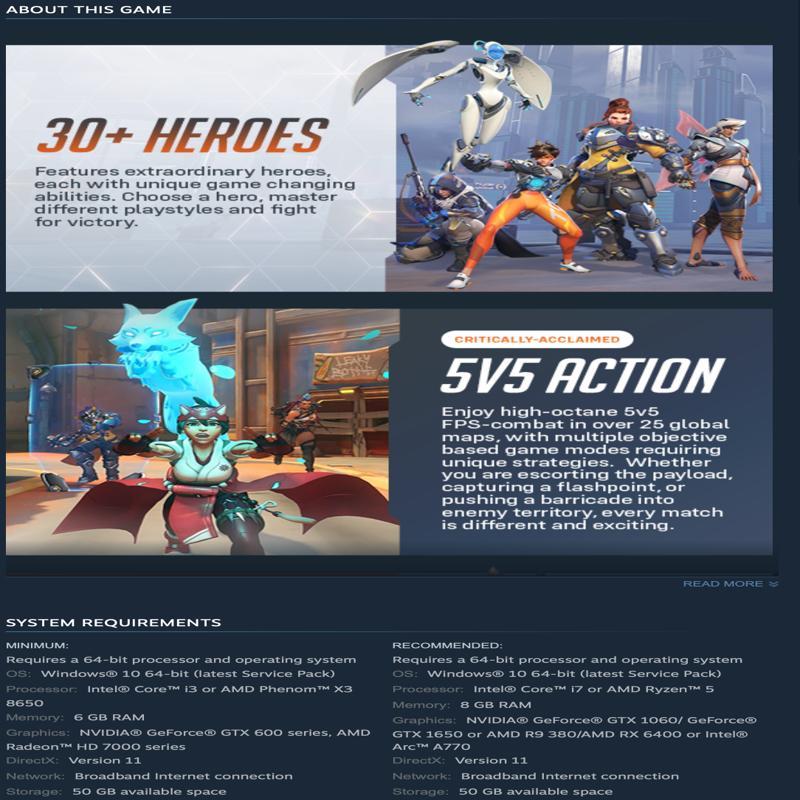 ABOUT THIS GAME
30+ HEROES
Features extraordinary heroes,
each with unique game changing
abilities. Choose a hero, master
different playstyles and fight
for victory.
LEAKY
BOTTLE
CRITICALLY-ACCLAIMED
5V5 ACTION
Enjoy high-octane 5v5
FPS-combat in over 25 global
maps, with multiple objective
based game modes requiring
unique strategies. Whether
you are escorting the payload,
capturing a flashpoint, or
pushing a barricade into
enemy territory, every match
is different and exciting.
READ MORE
SYSTEM REQUIREMENTS
MINIMUM:
Requires a 64-bit processor and operating system
OS: Windows® 10 64-bit (latest Service Pack)
Processor: Intel® Core™ i3 or AMD Phenom™ X3
8650
Memory: 6 GB RAM
Graphics: NVIDIA® GeForce® GTX 600 series, AMD
Radeon™ HD 7000 series
DirectX: Version 11
Network: Broadband Internet connection
Storage: 50 GB available space
RECOMMENDED:
Requires a 64-bit processor and operating system
OS: Windows® 10 64-bit (latest Service Pack)
Processor: Intel® Core™ i7 or AMD Ryzen™ 5
Memory: 8 GB RAM
Graphics: NVIDIA® GeForce® GTX 1060/ GeForce®
GTX 1650 or AMD R9 380/AMD RX 6400 or Intel®
Arc™ A770
DirectX: Version 11
Network: Broadband Internet connection
Storage: 50 GB available space